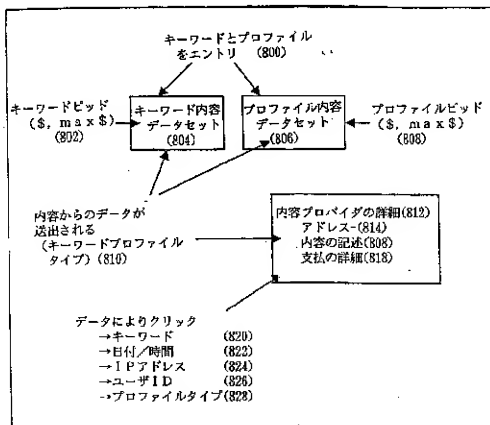 キーワードとプロファイル
をエントリ (800)
キーワードビッド
($, max$)
(802)
キーワード内容
データセット
(804)
プロファイル内容
データセット
(806)
プロファイルビッド
($, max$)
(808)
内容からのデータが
送出される
(キーワードプロファイル
タイプ) (810)
内容プロバイダの詳細(812)
アドレス-(814)
内容の記述(808)
支払の詳細(818)
データによりクリック
→キーワード (820)
→日付/時間 (822)
→IPアドレス (824)
→ユーザID (826)
→プロファイルタイプ(828)